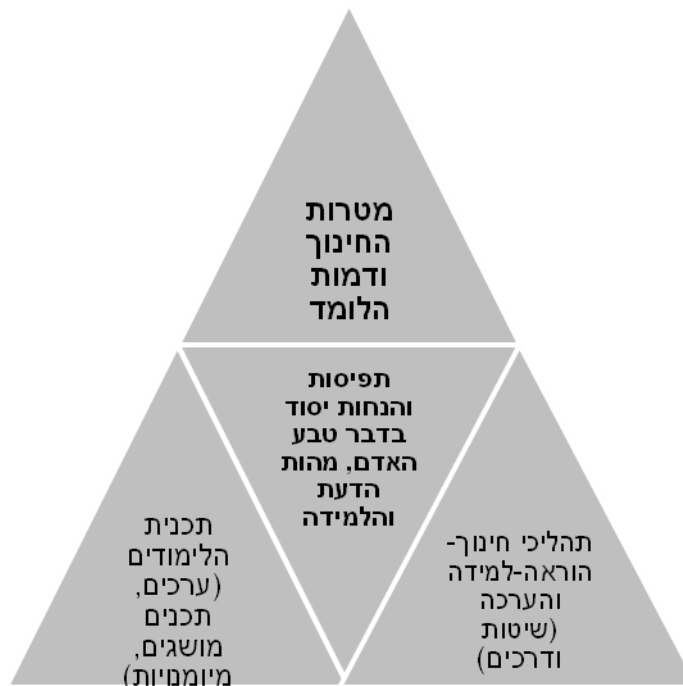 מטרות
החינוך
ודמות
הלומד
תפיסות
והנחות יסוד
בדבר טבע
האדם, מהות
הדעת
והלמידה
תהליכי חינוך-
הוראה-למידה
והערכה
(שיטות
ודרכים)
תכנית
הלימודים
(ערכים,
תכנים
מושגים,
מיומנויות)